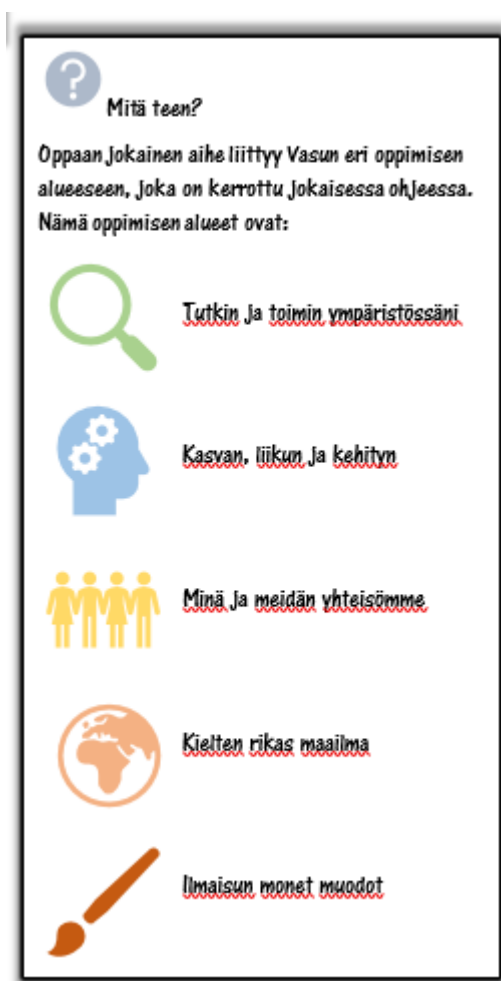 ?
Mitä teen?
Oppaan jokainen aihe liittyy Vasun eri oppimisen
alueeseen, joka on kerrottu jokaisessa ohjeessa.
Nämä oppimisen alueet ovat:
Tutkin ja toimin ympäristössäni
Kasvan, liikun ja kehityn
Minä ja meidän yhteisömme
Kielten rikas maailma
Ilmaisun monet muodot